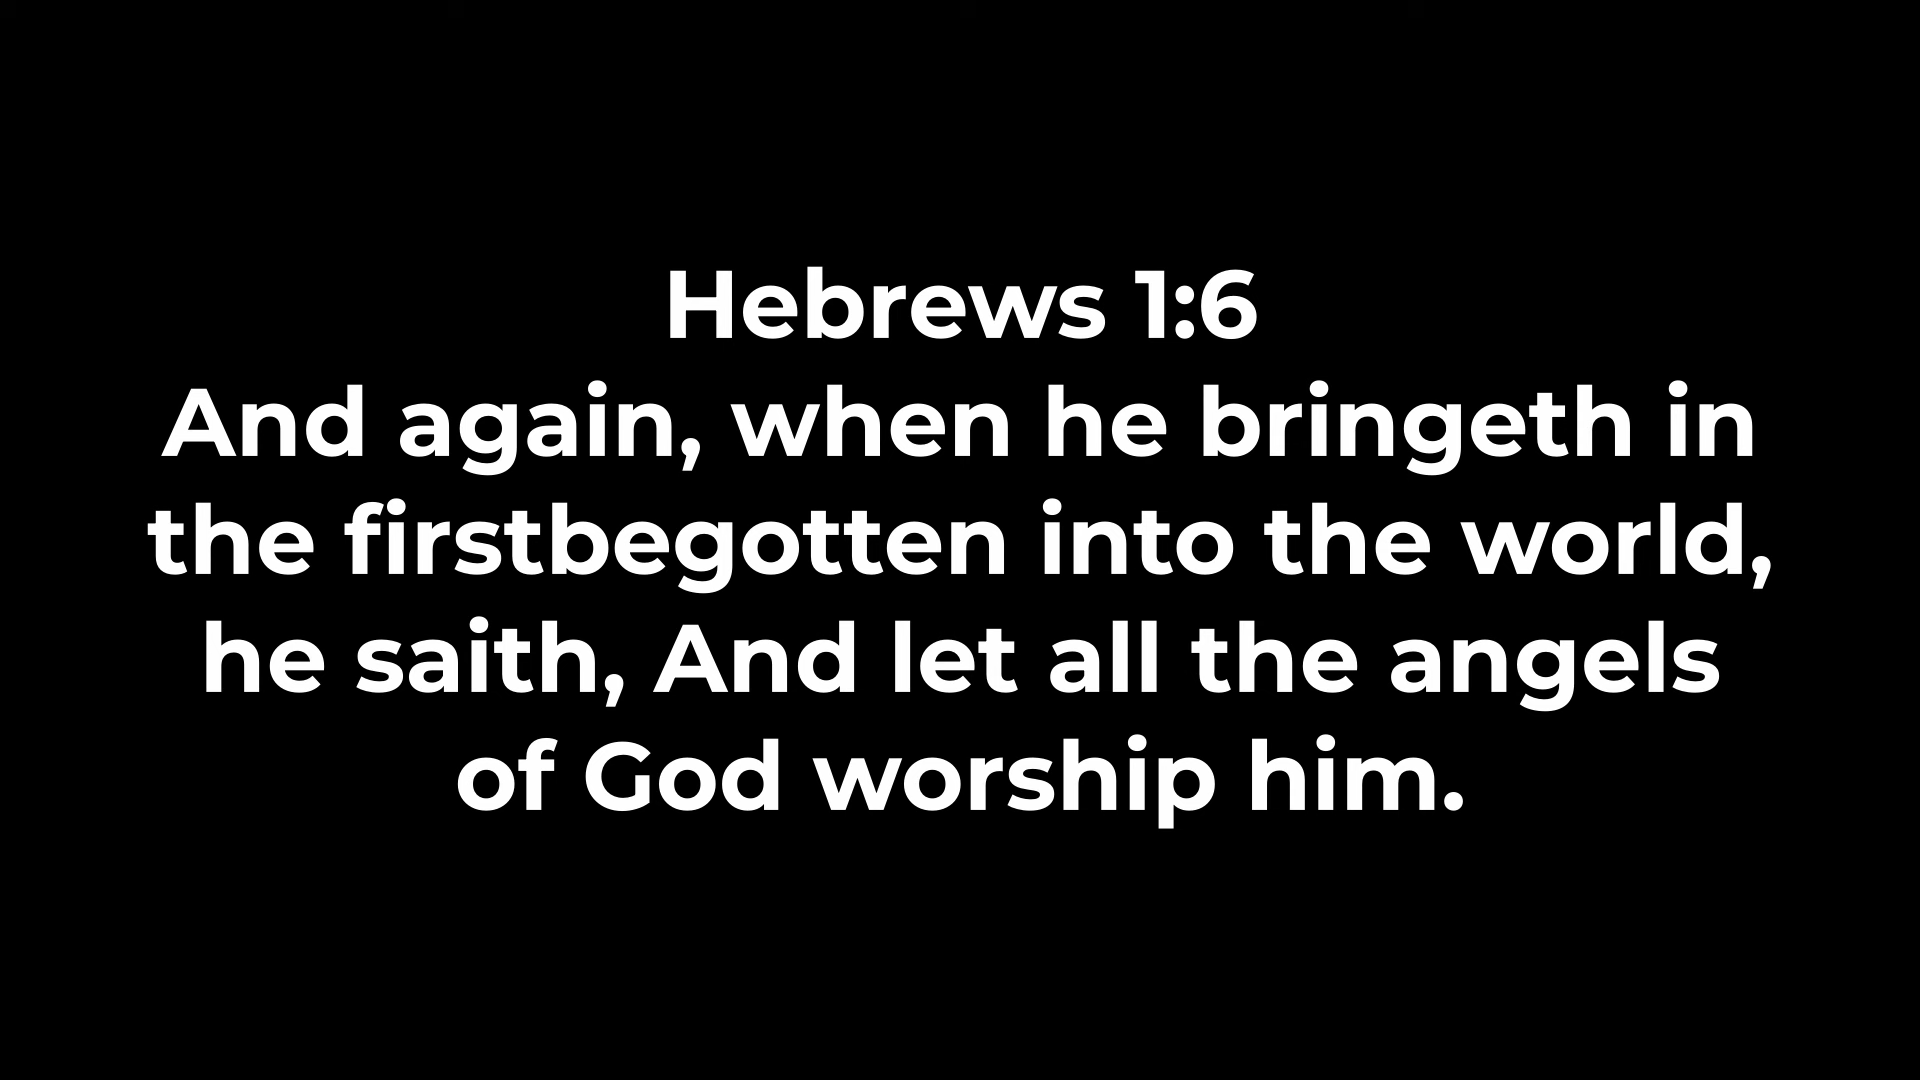 Hebrews 1:6
And again, when he bringeth in
the firstbegotten into the world,
he saith, And let all the angels
of God worship him.